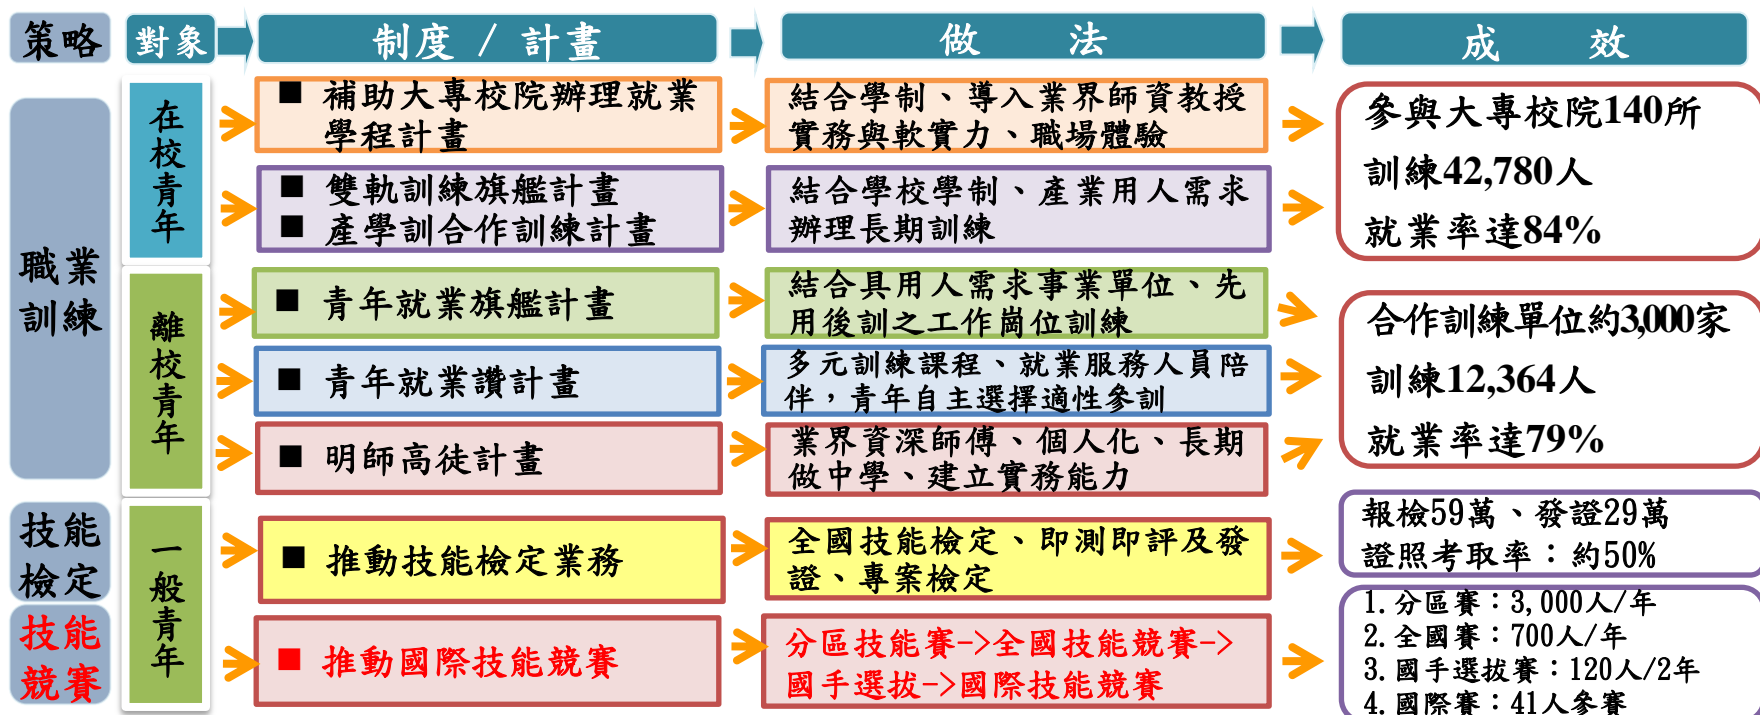 策略 對象 制度 / 計畫 做 法 成 效
職業
訓練
在校青年
■ 補助大專校院辦理就業
學程計畫
結合學制、導入業界師資教授
實務與軟實力、職場體驗
■ 雙軌訓練旗艦計畫
■ 產學訓合作訓練計畫
結合學校學制、產業用人需求
辦理長期訓練
參與大專校院140所
訓練42,780人
就業率達84%
離校青年
■ 青年就業旗艦計畫
結合具用人需求事業單位、先
用後訓之工作崗位訓練
■ 青年就業讚計畫
多元訓練課程、就業服務人員陪
伴，青年自主選擇適性參訓
■ 明師高徒計畫
業界資深師傅、個人化、長期
做中學、建立實務能力
合作訓練單位約3,000家
訓練12,364人
就業率達79%
技能
檢定
一般青年
■ 推動技能檢定業務
全國技能檢定、即測即評及發
證、專案檢定
報檢59萬、發證29萬
證照考取率：約50%
技能
競賽
■ 推動國際技能競賽
分區技能賽->全國技能競賽->
國手選拔->國際技能競賽
1.分區賽：3,000人/年
2.全國賽：700人/年
3.國手選拔賽：120人/2年
4.國際賽：41人參賽